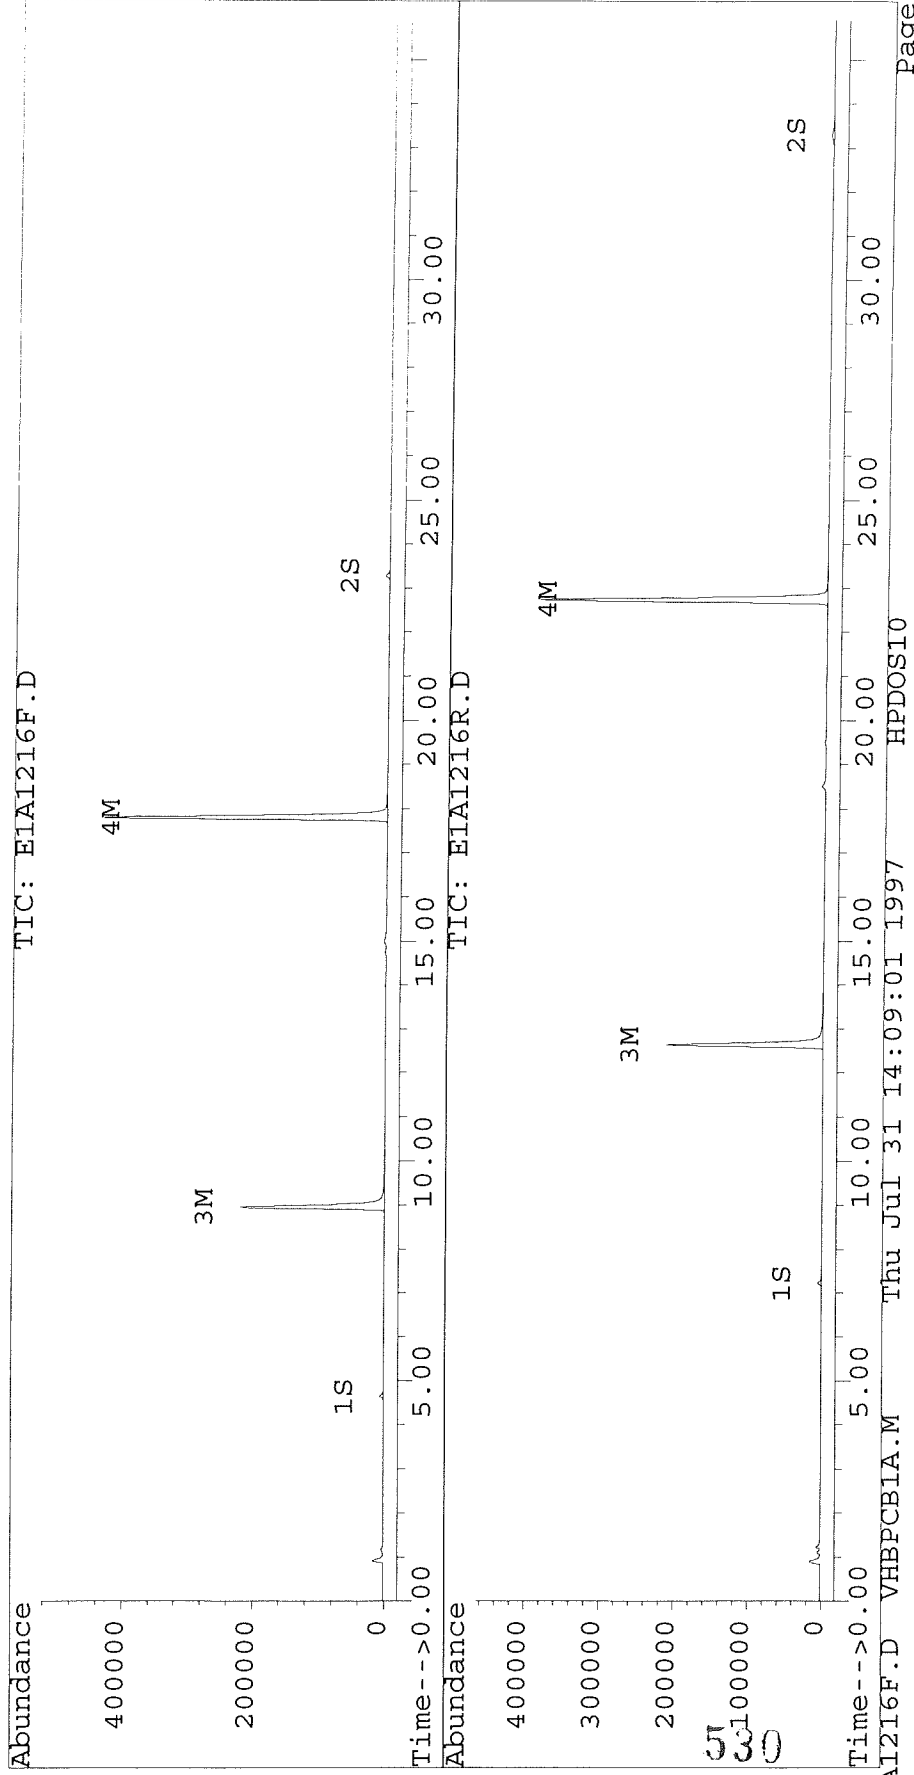 Abundance
TIC: E1A1216F.D
400000
200000
0
3M
4M
1S
2S
Time-->0.00 5.00 10.00 15.00 20.00 25.00 30.00
Abundance
TIC: E1A1216R.D
400000
300000
200000
100000
0
4M
3M
1S
2S
Time-->0.00 5.00 10.00 15.00 20.00 25.00 30.00
A1216F.D VHBPCB1A.M Thu Jul 31 14:09:01 1997 HPDOS10 Page
530